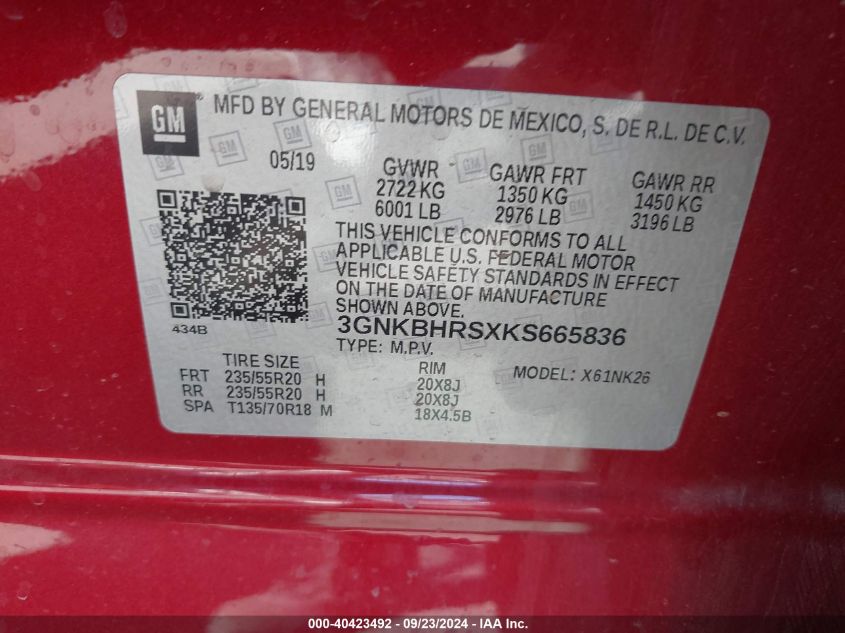 GM
MFD BY GENERAL MOTORS DE MEXICO, S. DE R.L. DE C.V.
05/19
GVWR
2722 KG
6001 LB
GAWR FRT
1350 KG
2976 LB
GAWR RR
1450 KG
3196 LB
THIS VEHICLE CONFORMS TO ALL
APPLICABLE U.S. FEDERAL MOTOR
VEHICLE SAFETY STANDARDS IN EFFECT
ON THE DATE OF MANUFACTURE
SHOWN ABOVE.
434B
3GNKBHRSXKS665836
TYPE: M.P.V.
MODEL: X61NK26
TIRE SIZE RIM
FRT 235/55R20 H 20X8J
RR 235/55R20 H 20X8J
SPA T135/70R18 M 18X4.5B
000-40423492 - 09/23/2024 - IAAI.COM